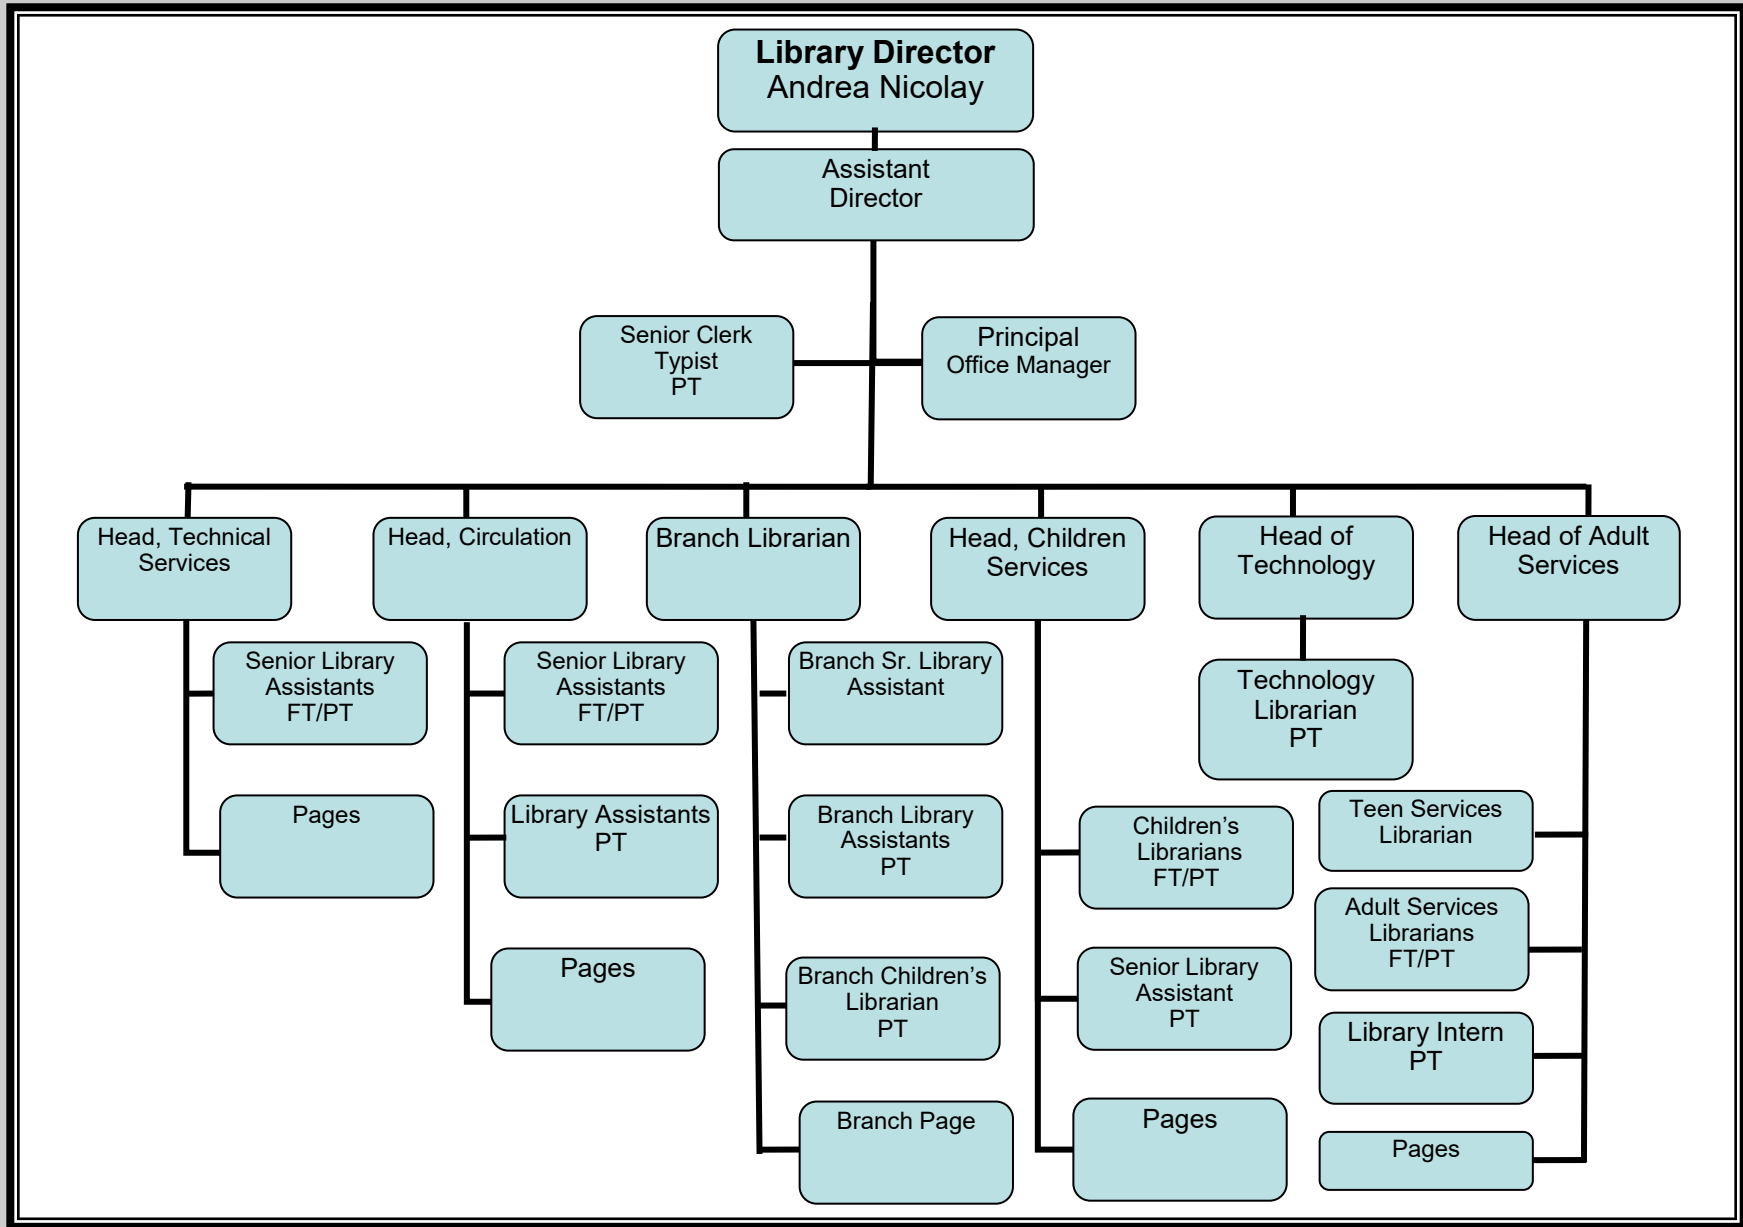 Library Director
Andrea Nicolay
Assistant
Director
Senior Clerk
Typist
PT
Principal
Office Manager
Head, Technical
Services
Head, Circulation
Branch Librarian
Head, Children
Services
Head of
Technology
Head of Adult
Services
Senior Library
Assistants
FT/PT
Senior Library
Assistants
FT/PT
Branch Sr. Library
Assistant
Technology
Librarian
PT
Pages
Library Assistants
PT
Branch Library
Assistants
PT
Children’s
Librarians
FT/PT
Teen Services
Librarian
Adult Services
Librarians
FT/PT
Pages
Branch Children’s
Librarian
PT
Senior Library
Assistant
PT
Library Intern
PT
Branch Page
Pages
Pages